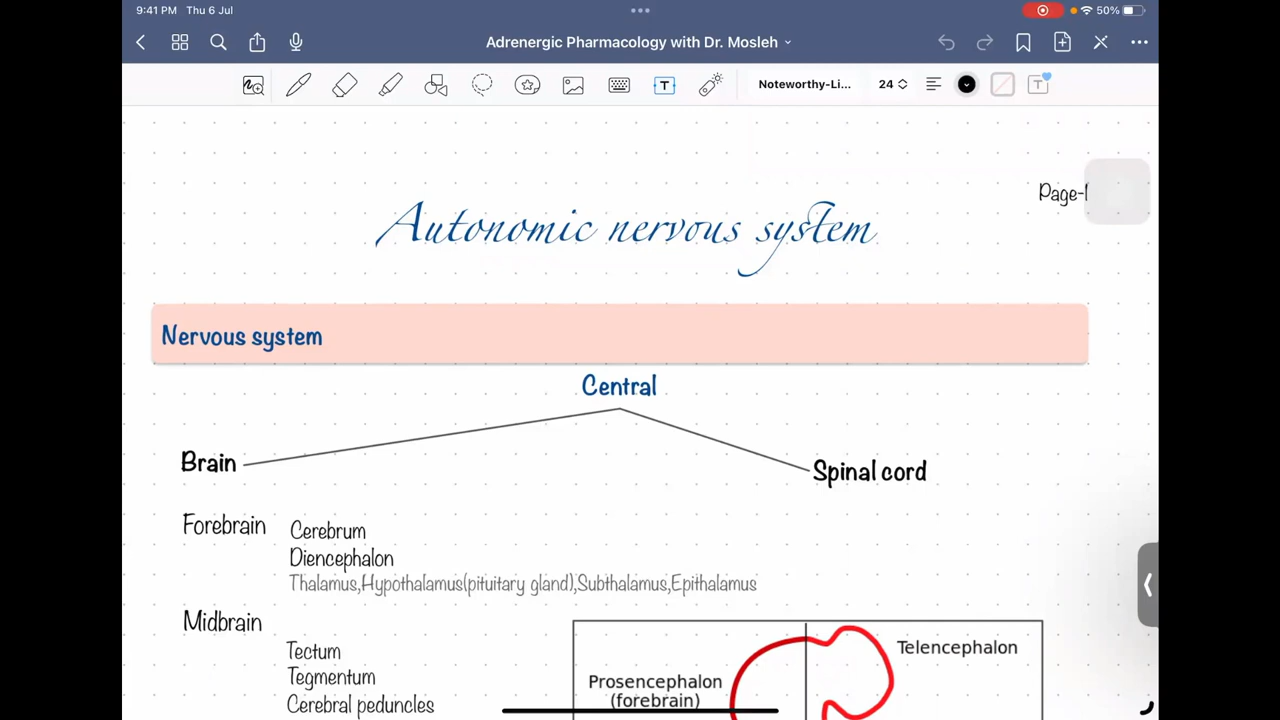 9:41 PM Thu 6 Jul
50%
Adrenergic Pharmacology with Dr. Mosleh
T
Noteworthy-Li...
24
T
Page-1
Autonomic nervous system
Nervous system
Central
Brain
Spinal cord
Forebrain
Cerebrum
Diencephalon
Thalamus,Hypothalamus(pituitary gland),Subthalamus,Epithalamus
Midbrain
Tectum
Tegmentum
Cerebral peduncles
Telencephalon
Prosencephalon
(forebrain)